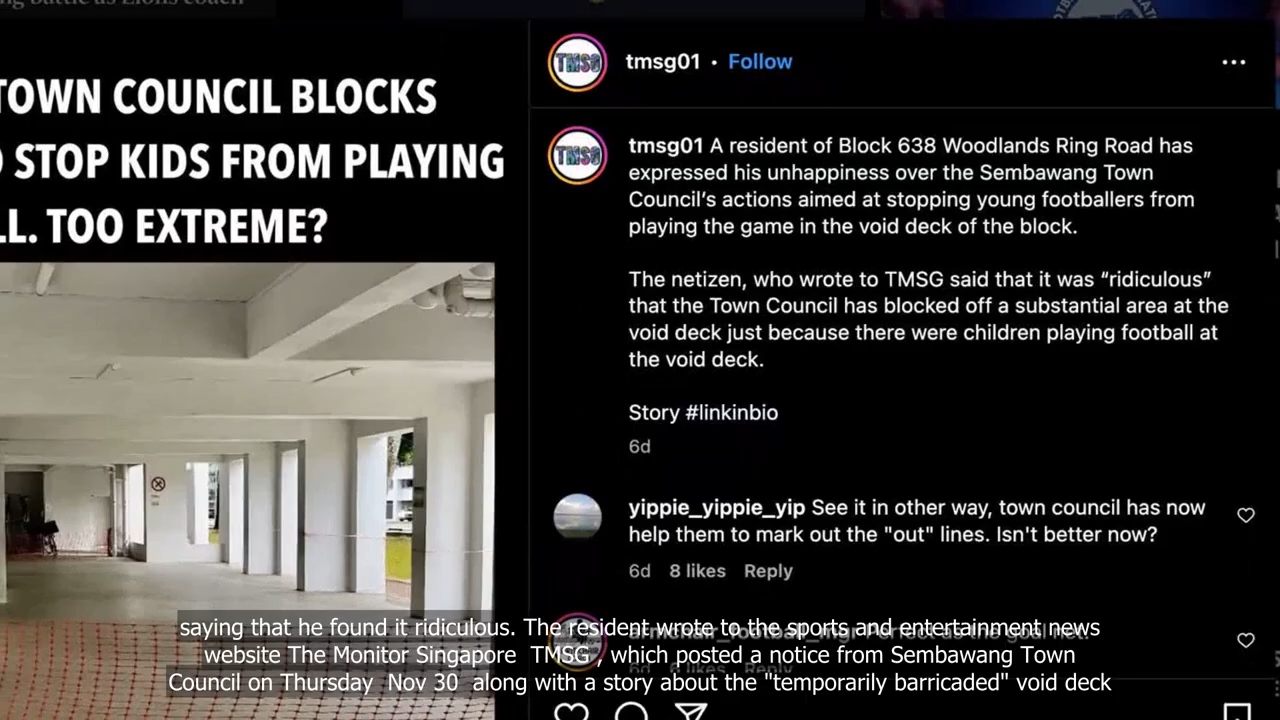 TOWN COUNCIL BLOCKS
STOP KIDS FROM PLAYING
LL. TOO EXTREME?
TMSG
tmsg01 • Follow
TMSG
tmsg01 A resident of Block 638 Woodlands Ring Road has
expressed his unhappiness over the Sembawang Town
Council's actions aimed at stopping young footballers from
playing the game in the void deck of the block.
The netizen, who wrote to TMSG said that it was “ridiculous”
that the Town Council has blocked off a substantial area at the
void deck just because there were children playing football at
the void deck.
Story #linkinbio
6d
yippie_yippie_yip See it in other way, town council has now
help them to mark out the "out" lines. Isn't better now?
6d 8 likes Reply
saying that he found it ridiculous. The resident wrote to the sports and entertainment news
website The Monitor Singapore TMSG , which posted a notice from Sembawang Town
Council on Thursday Nov 30 along with a story about the "temporarily barricaded" void deck